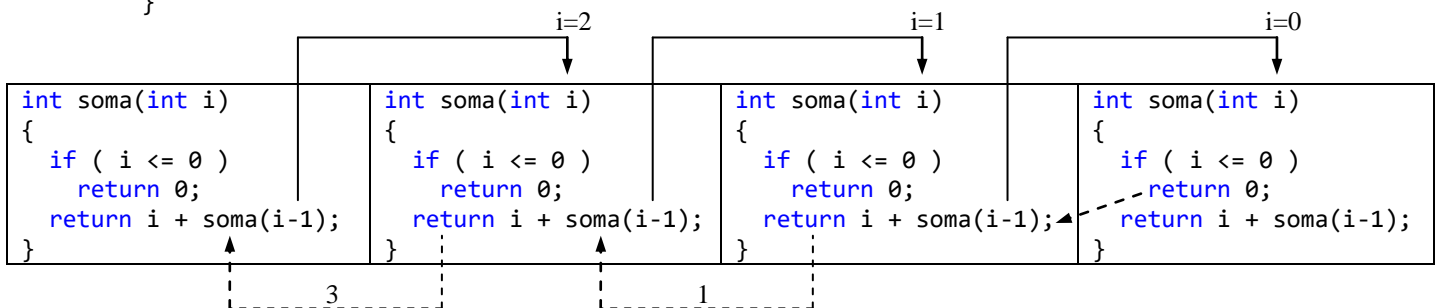 }
i=2 i=1 i=0
int soma(int i)
{
  if ( i <= 0 )
    return 0;
  return i + soma(i-1);
}
int soma(int i)
{
  if ( i <= 0 )
    return 0;
  return i + soma(i-1);
}
int soma(int i)
{
  if ( i <= 0 )
    return 0;
  return i + soma(i-1);
}
int soma(int i)
{
  if ( i <= 0 )
    return 0;
  return i + soma(i-1);
}
3 1